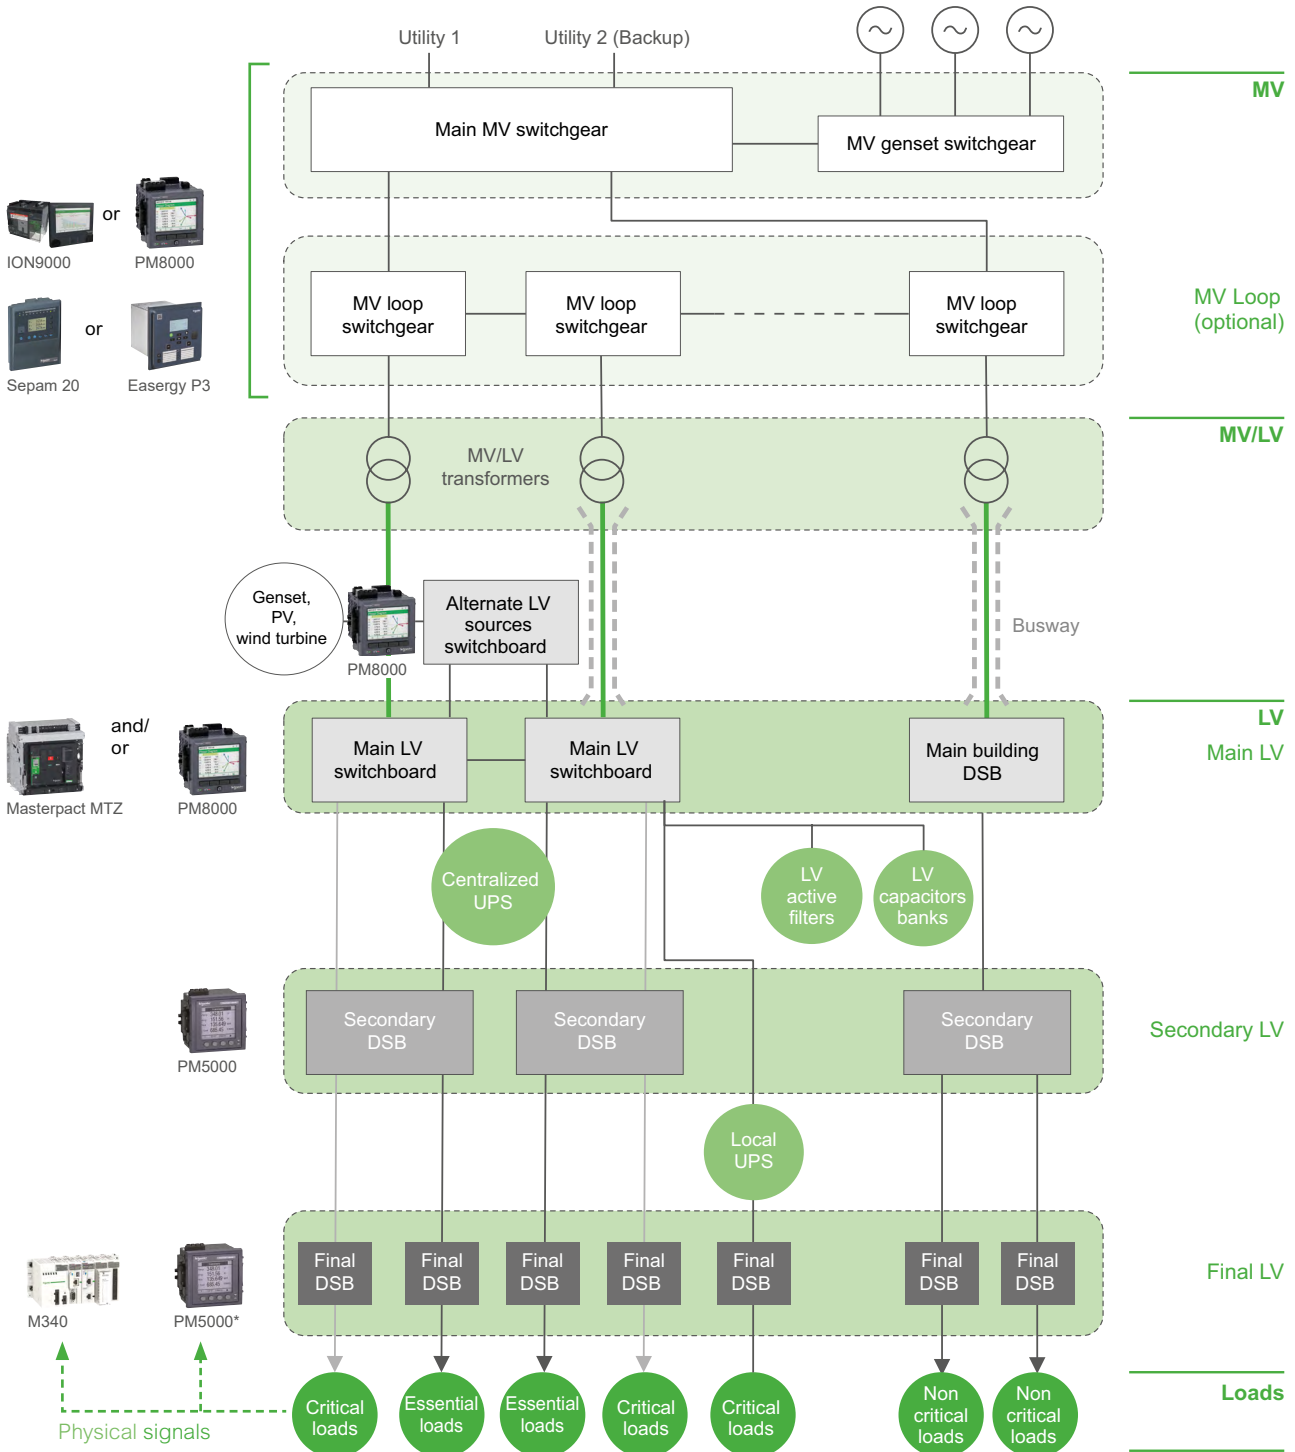 Utility 1
Utility 2 (Backup)
MV
Main MV switchgear
MV genset switchgear
or
ION9000
PM8000
MV loop
switchgear
MV loop
switchgear
MV loop
switchgear
MV Loop
(optional)
or
Sepam 20
Easergy P3
MV/LV
MV/LV
transformers
Genset,
PV,
wind turbine
PM8000
Alternate LV
sources
switchboard
Busway
LV
Main LV
and/
or
Masterpact MTZ
PM8000
Main LV
switchboard
Main LV
switchboard
Main building
DSB
Centralized
UPS
LV
active
filters
LV
capacitors
banks
PM5000
Secondary
DSB
Secondary
DSB
Secondary
DSB
Secondary LV
Local
UPS
M340
PM5000*
Final
DSB
Final
DSB
Final
DSB
Final
DSB
Final
DSB
Final
DSB
Final
DSB
Final LV
Physical signals
Critical
loads
Essential
loads
Essential
loads
Critical
loads
Critical
loads
Non
critical
loads
Non
critical
loads
Loads